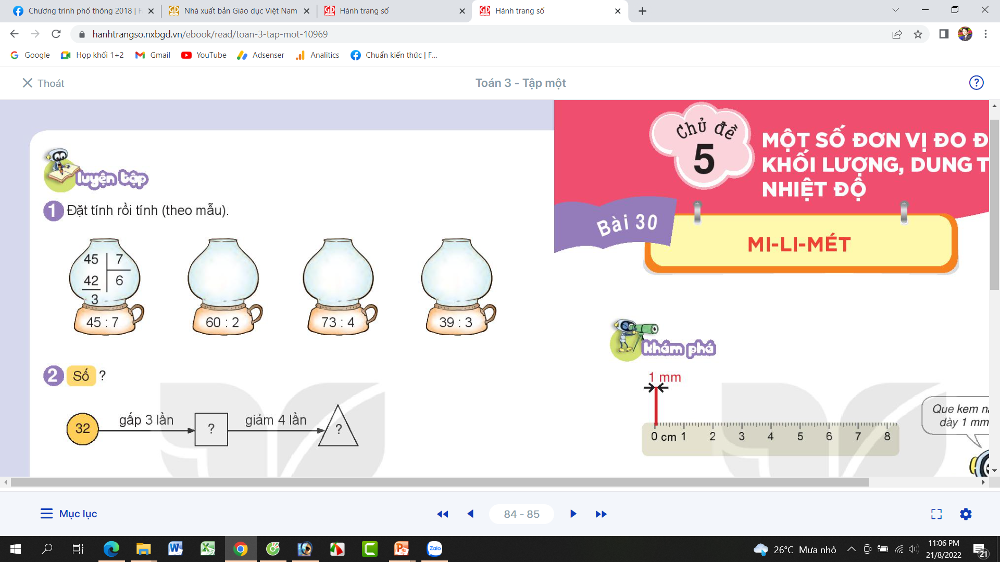 Chương trình phổ thông 2018 | F
Nhà xuất bản Giáo dục Việt Nam
Hành trang số
Hành trang số
hanhtrangso.nxbgd.vn/ebook/read/toan-3-tap-mot-10969
Google
Họp khối 1+2
Gmail
YouTube
Adsenser
Analitics
Chuẩn kiến thức | F...
Thoát
Toán 3 - Tập một
?
luyện tập
1 Đặt tính rồi tính (theo mẫu).
45 7
42 6
3
45 : 7
60 : 2
73 : 4
39 : 3
2 Số ?
32 gấp 3 lần ? giảm 4 lần ?
Chủ đề
5
MỘT SỐ ĐƠN VỊ ĐO Đ
KHỐI LƯỢNG, DUNG T
NHIỆT ĐỘ
Bài 30
MI-LI-MÉT
khám phá
1 mm
0 cm 1 2 3 4 5 6 7 8
Que kem n
dày 1 mm
Mục lục
84 - 85
Zalo
26°C Mưa nhỏ
11:06 PM
21/8/2022
21